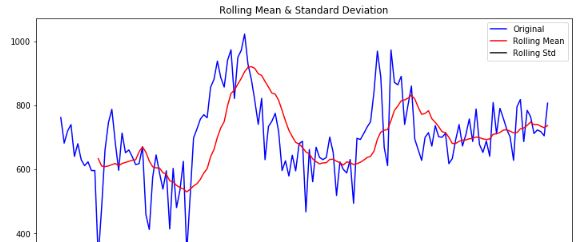 Rolling Mean & Standard Deviation
Original
Rolling Mean
Rolling Std
1000
800
600
400